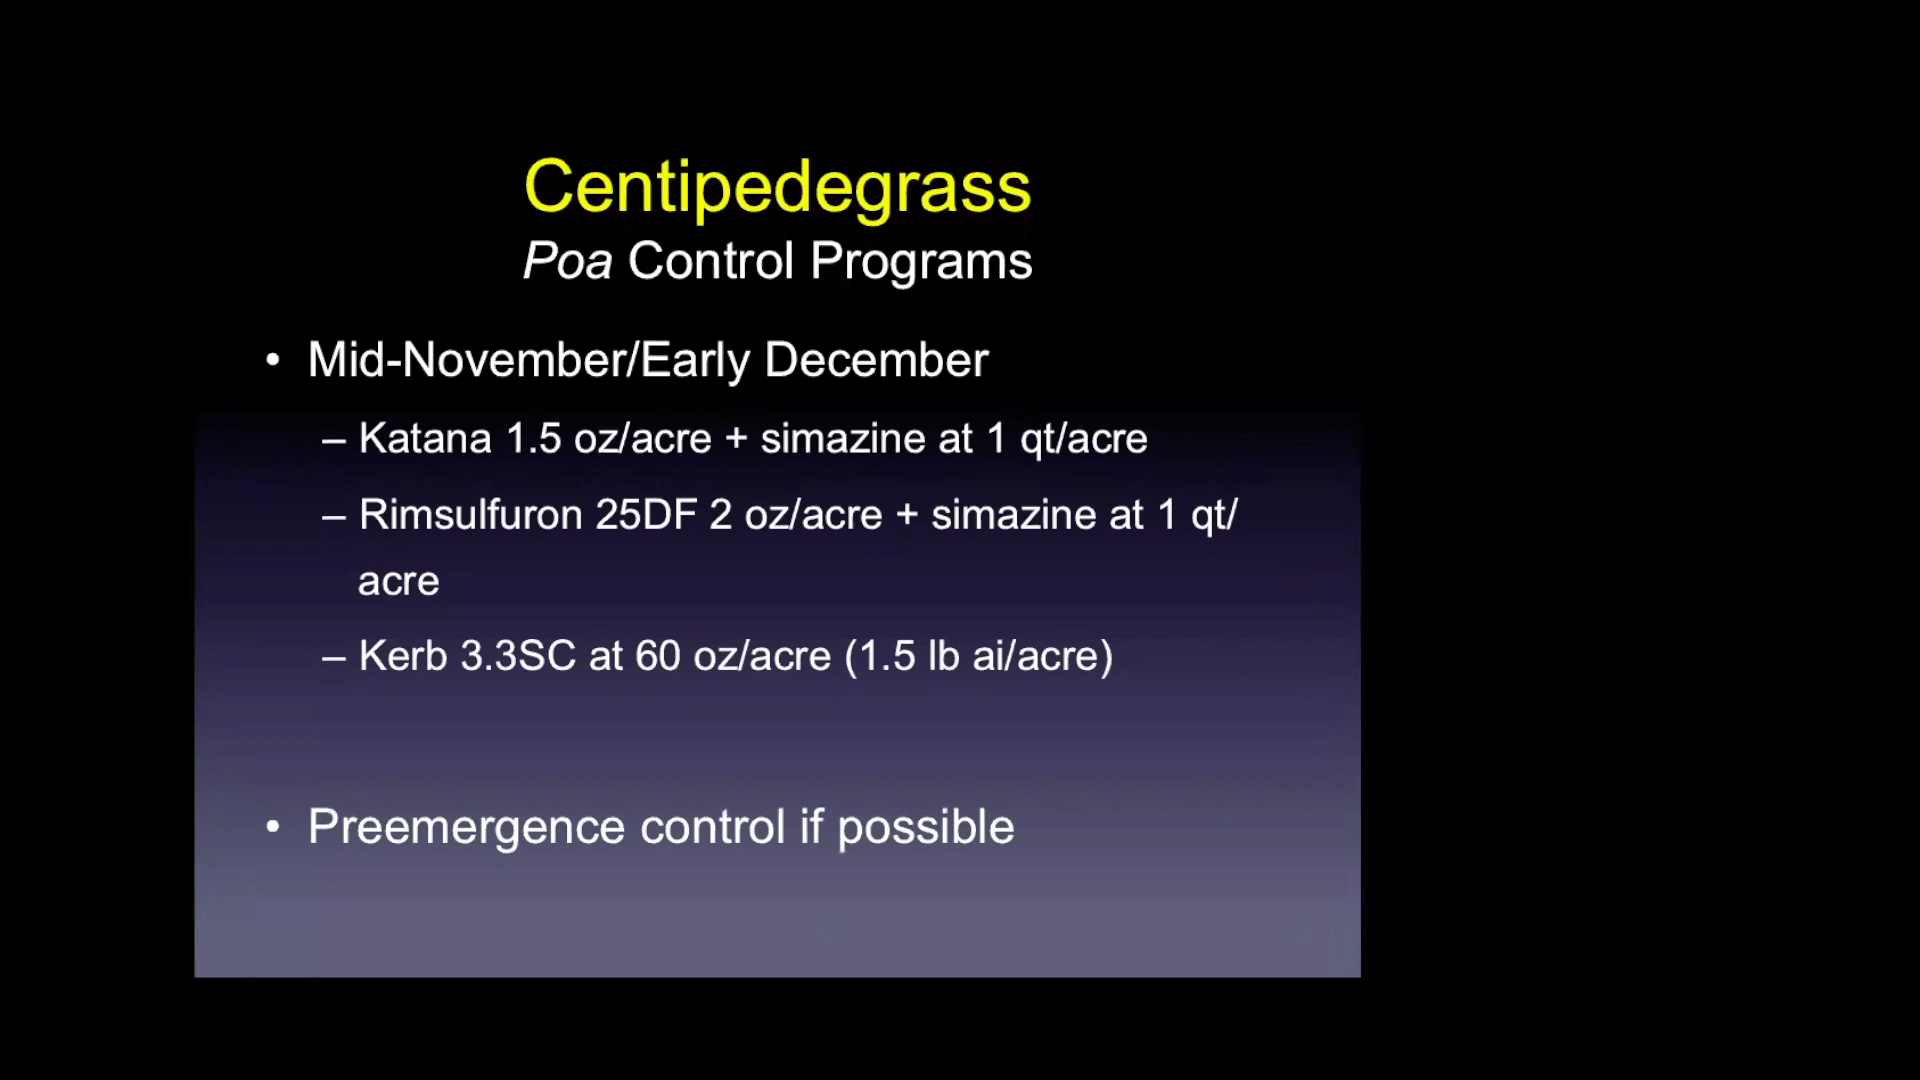 Centipedegrass
Poa Control Programs
• Mid-November/Early December
– Katana 1.5 oz/acre + simazine at 1 qt/acre
– Rimsulfuron 25DF 2 oz/acre + simazine at 1 qt/
acre
– Kerb 3.3SC at 60 oz/acre (1.5 lb ai/acre)
• Preemergence control if possible